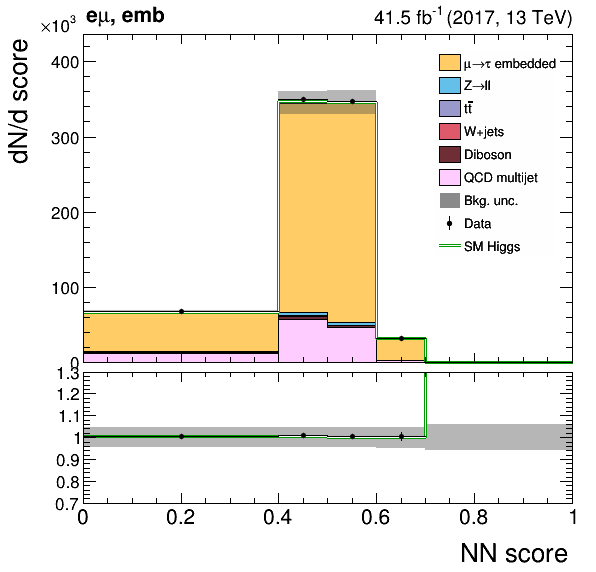 ×10³ eμ, emb 41.5 fb⁻¹ (2017, 13 TeV)
dN/d score
400
300
200
100
0
μ→τ embedded
Z→ll
tt̄
W+jets
Diboson
QCD multijet
Bkg. unc.
Data
SM Higgs
1.3
1.2
1.1
1
0.9
0.8
0.7
0 0.2 0.4 0.6 0.8 1
NN score